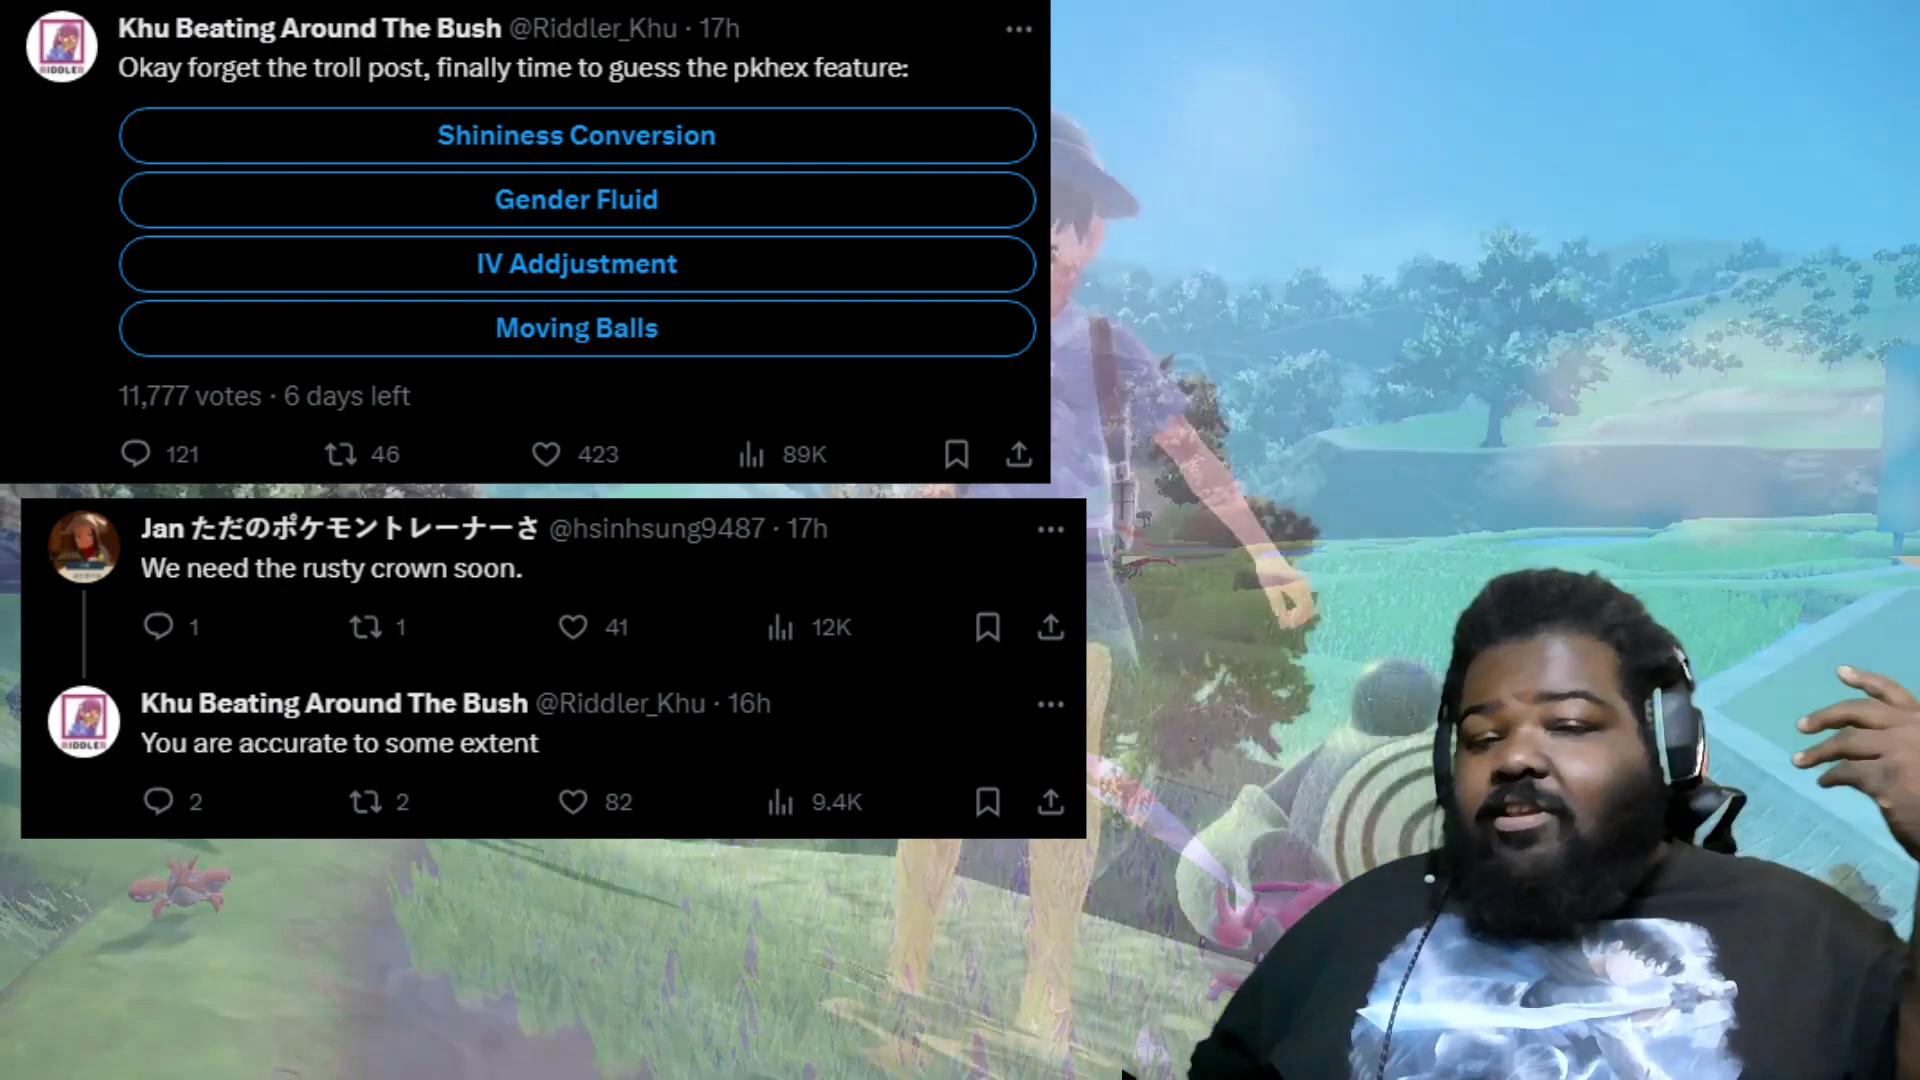 Khu Beating Around The Bush @Riddler_Khu · 17h
Okay forget the troll post, finally time to guess the pkhex feature:
Shininess Conversion
Gender Fluid
IV Addjustment
Moving Balls
11,777 votes · 6 days left
121 46 423 89K
Jan ただのポケモントレーナーさ @hsinhsung9487 · 17h
We need the rusty crown soon.
1 1 41 12K
Khu Beating Around The Bush @Riddler_Khu · 16h
You are accurate to some extent
2 2 82 9.4K